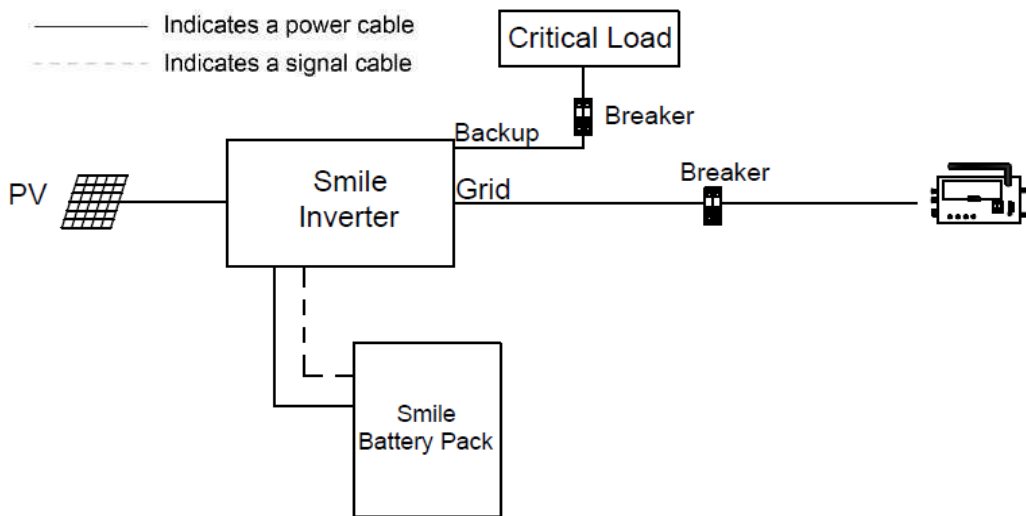 Indicates a power cable
Indicates a signal cable
Critical Load
Breaker
Backup
PV
Smile
Inverter
Grid
Breaker
Smile
Battery Pack